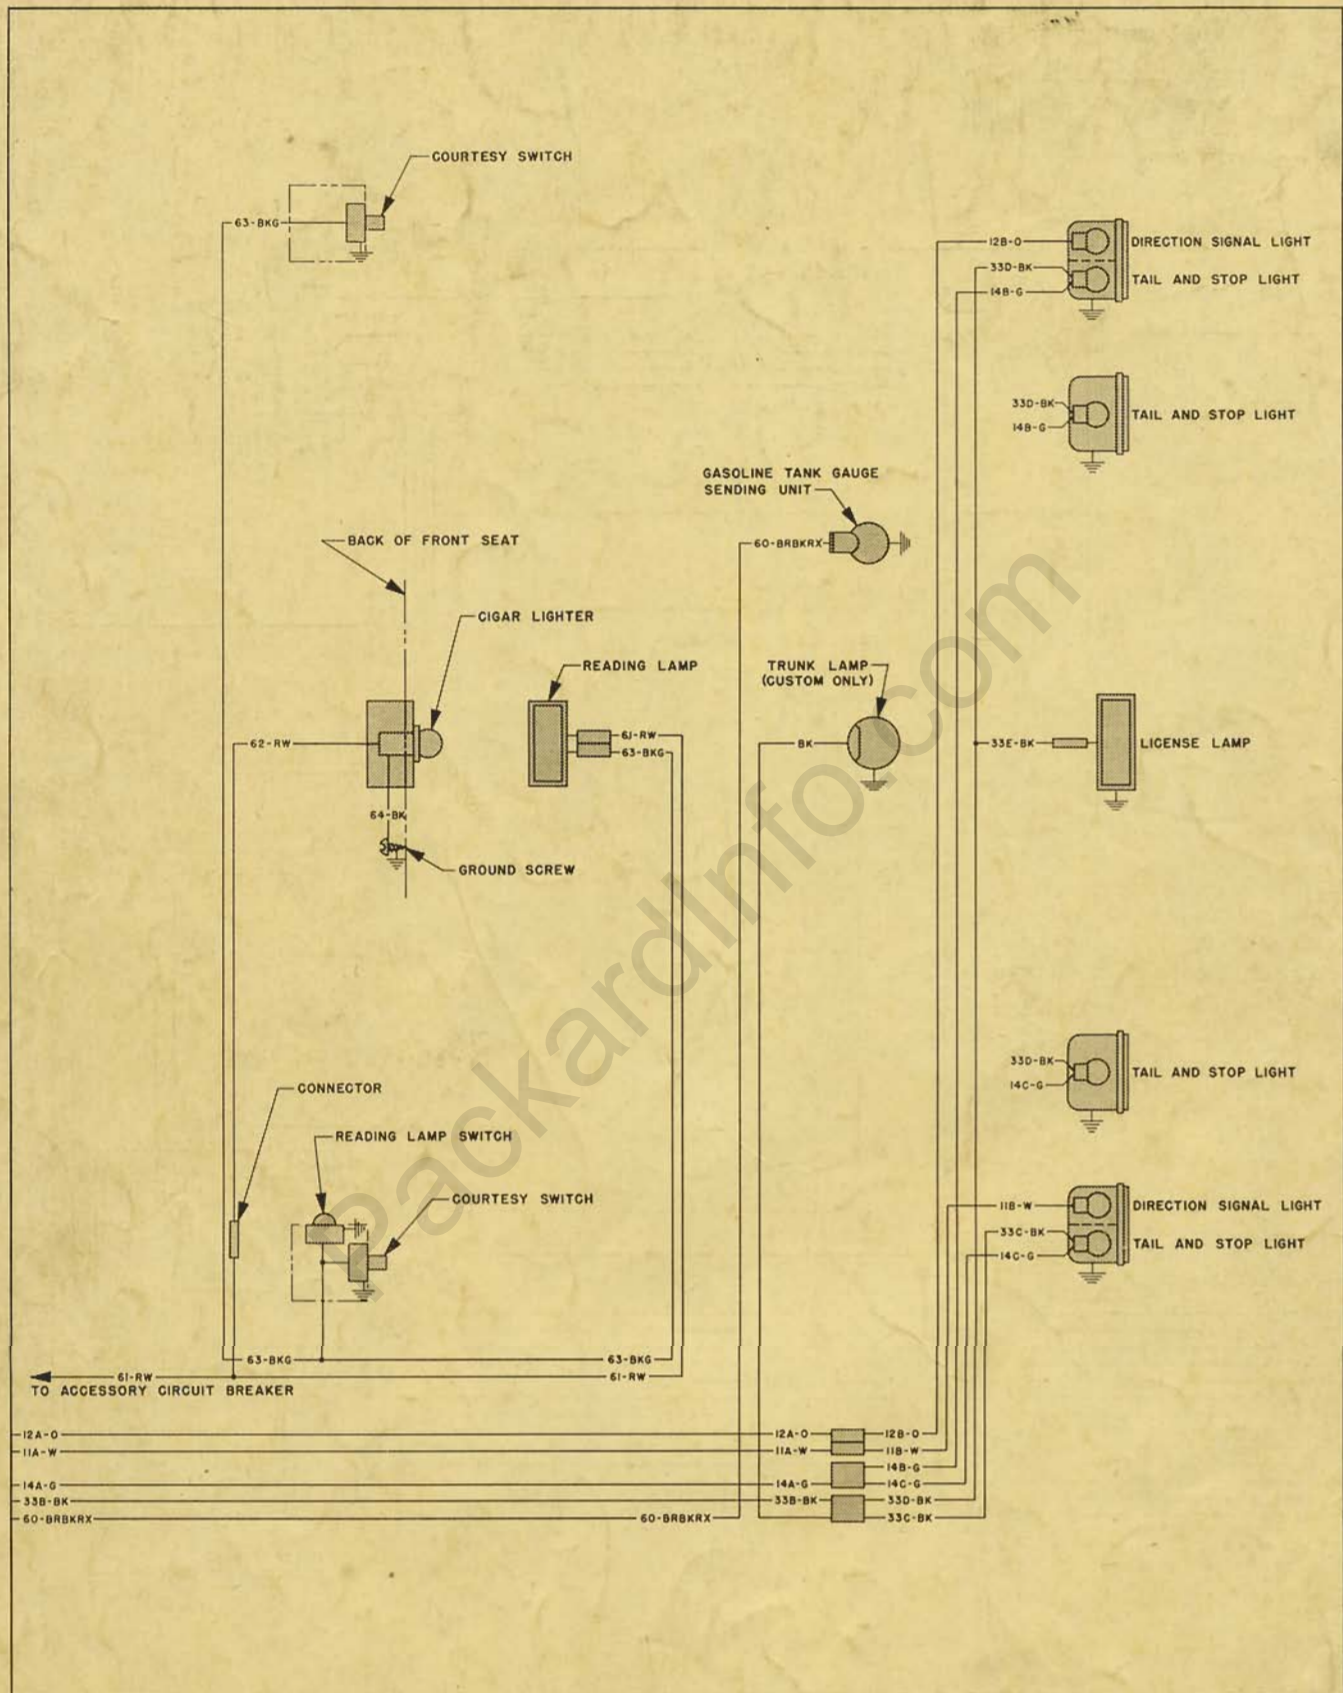 COURTESY SWITCH
63-BKG
12B-O
DIRECTION SIGNAL LIGHT
33D-BK
TAIL AND STOP LIGHT
14B-G
33D-BK
TAIL AND STOP LIGHT
14B-G
GASOLINE TANK GAUGE
SENDING UNIT
BACK OF FRONT SEAT
60-BRBKRX
CIGAR LIGHTER
READING LAMP
TRUNK LAMP
(CUSTOM ONLY)
61-RW
62-RW
63-BKG
BK
33E-BK
LICENSE LAMP
64-BK
GROUND SCREW
33D-BK
TAIL AND STOP LIGHT
14C-G
CONNECTOR
READING LAMP SWITCH
COURTESY SWITCH
11B-W
DIRECTION SIGNAL LIGHT
33C-BK
TAIL AND STOP LIGHT
14C-G
63-BKG
63-BKG
61-RW
61-RW
TO ACCESSORY CIRCUIT BREAKER
12A-O
12A-O
12B-O
11A-W
11A-W
11B-W
14B-G
14A-G
14A-G
14C-G
33B-BK
33B-BK
33D-BK
60-BRBKRX
60-BRBKRX
33C-BK
PackardInfo.com